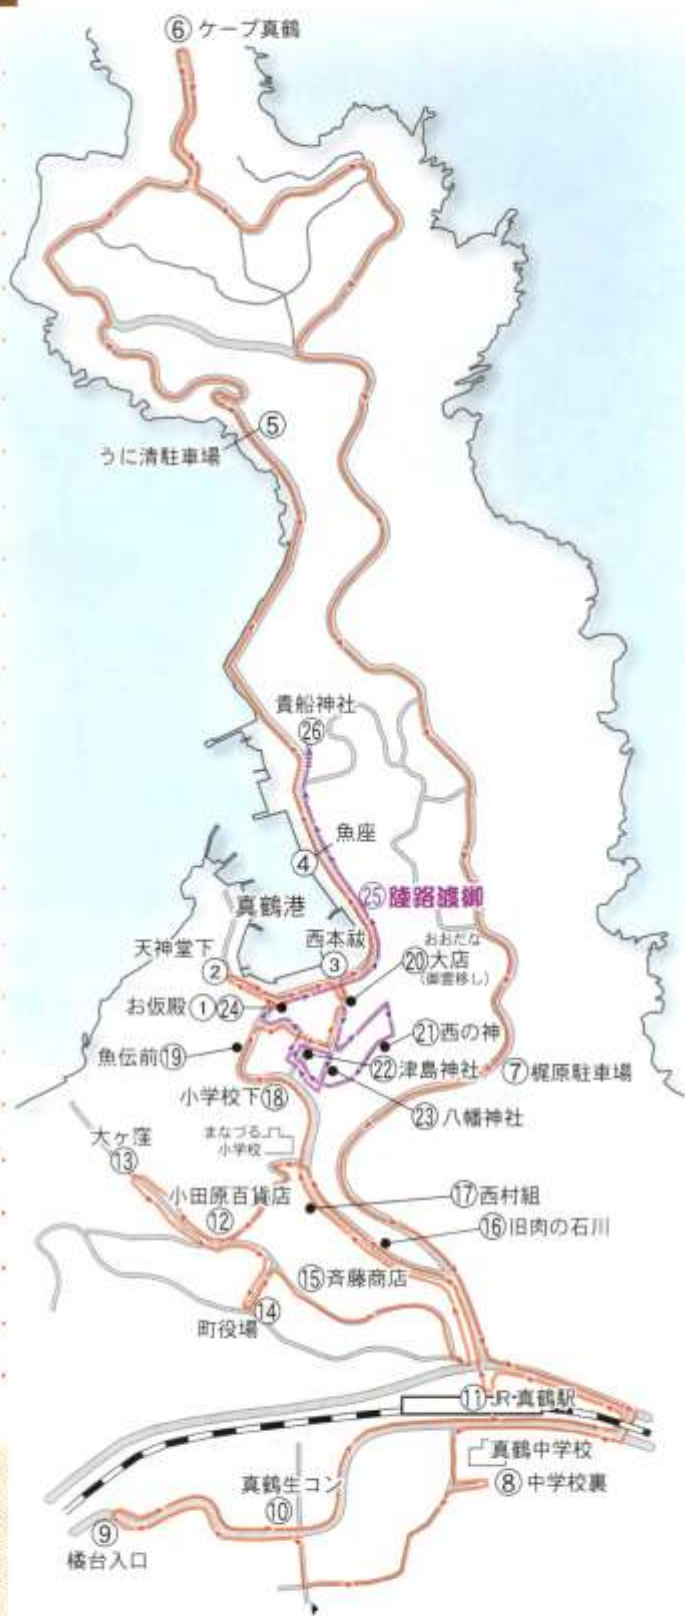 ⑥ ケープ真鶴
⑤
うに清駐車場
貴船神社
㉖
魚座
④
㉕陸路渡御
真鶴港
おおだな
西本祓
天神堂下
③
⑳大店
(御霊移し)
②
お仮殿①㉔
㉑西の神
魚伝前⑲
㉒津島神社
⑦梶原駐車場
小学校下⑱
㉓八幡神社
まなづる
小学校
大ヶ窪
⑬
小田原百貨店
⑫
⑰西村組
⑯旧肉の石川
⑮斉藤商店
⑭
町役場
⑪JR真鶴駅
真鶴中学校
⑧中学校裏
真鶴生コン
⑩
⑨
橘台入口